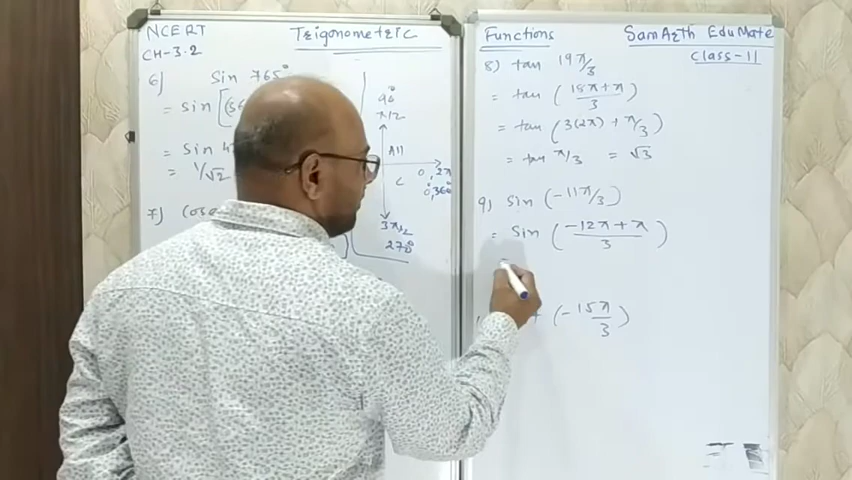 NCERT
CH-3.2
Trigonometric
6) Sin 765°
= Sin
= Sin
= 1/√2
7)
90°
π/2
All
0, 2π
0, 360°
3π/2
270°
Functions
SamArth EduMate
Class-11
8) tan 19π/3
= tan (18π+π/3)
= tan (3(2π) + π/3)
= tan π/3 = √3
9) Sin (-11π/3)
= Sin (-12π+π/3)
(-15π/3)